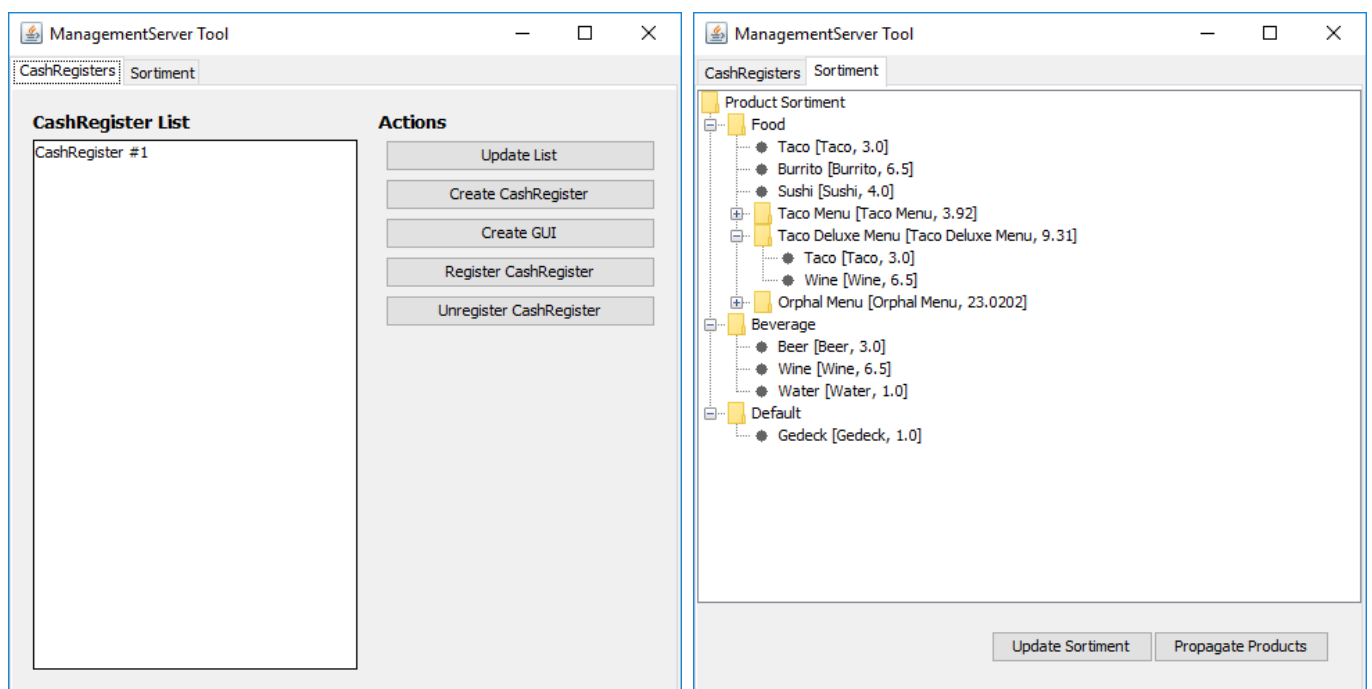 ManagementServer Tool
CashRegisters Sortiment
CashRegister List
CashRegister #1
Actions
Update List
Create CashRegister
Create GUI
Register CashRegister
Unregister CashRegister
ManagementServer Tool
CashRegisters Sortiment
Product Sortiment
Food
Taco [Taco, 3.0]
Burrito [Burrito, 6.5]
Sushi [Sushi, 4.0]
Taco Menu [Taco Menu, 3.92]
Taco Deluxe Menu [Taco Deluxe Menu, 9.31]
Taco [Taco, 3.0]
Wine [Wine, 6.5]
Orphal Menu [Orphal Menu, 23.0202]
Beverage
Beer [Beer, 3.0]
Wine [Wine, 6.5]
Water [Water, 1.0]
Default
Gedeck [Gedeck, 1.0]
Update Sortiment Propagate Products